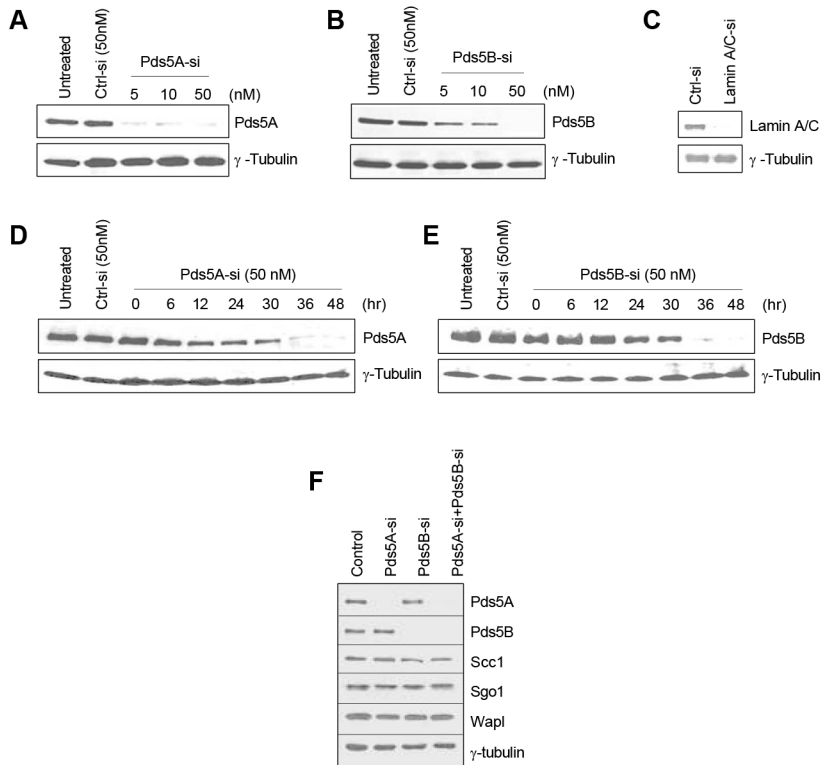 A
Untreated
Ctrl-si (50nM)
Pds5A-si
5 10 50 (nM)
Pds5A
γ -Tubulin
B
Untreated
Ctrl-si (50nM)
Pds5B-si
5 10 50 (nM)
Pds5B
γ -Tubulin
C
Ctrl-si
Lamin A/C-si
Lamin A/C
γ -Tubulin
D
Untreated
Ctrl-si (50nM)
Pds5A-si (50 nM)
0 6 12 24 30 36 48 (hr)
Pds5A
γ-Tubulin
E
Untreated
Ctrl-si (50nM)
Pds5B-si (50 nM)
0 6 12 24 30 36 48 (hr)
Pds5B
γ-Tubulin
F
Control
Pds5A-si
Pds5B-si
Pds5A-si+Pds5B-si
Pds5A
Pds5B
Scc1
Sgo1
Wapl
γ-tubulin